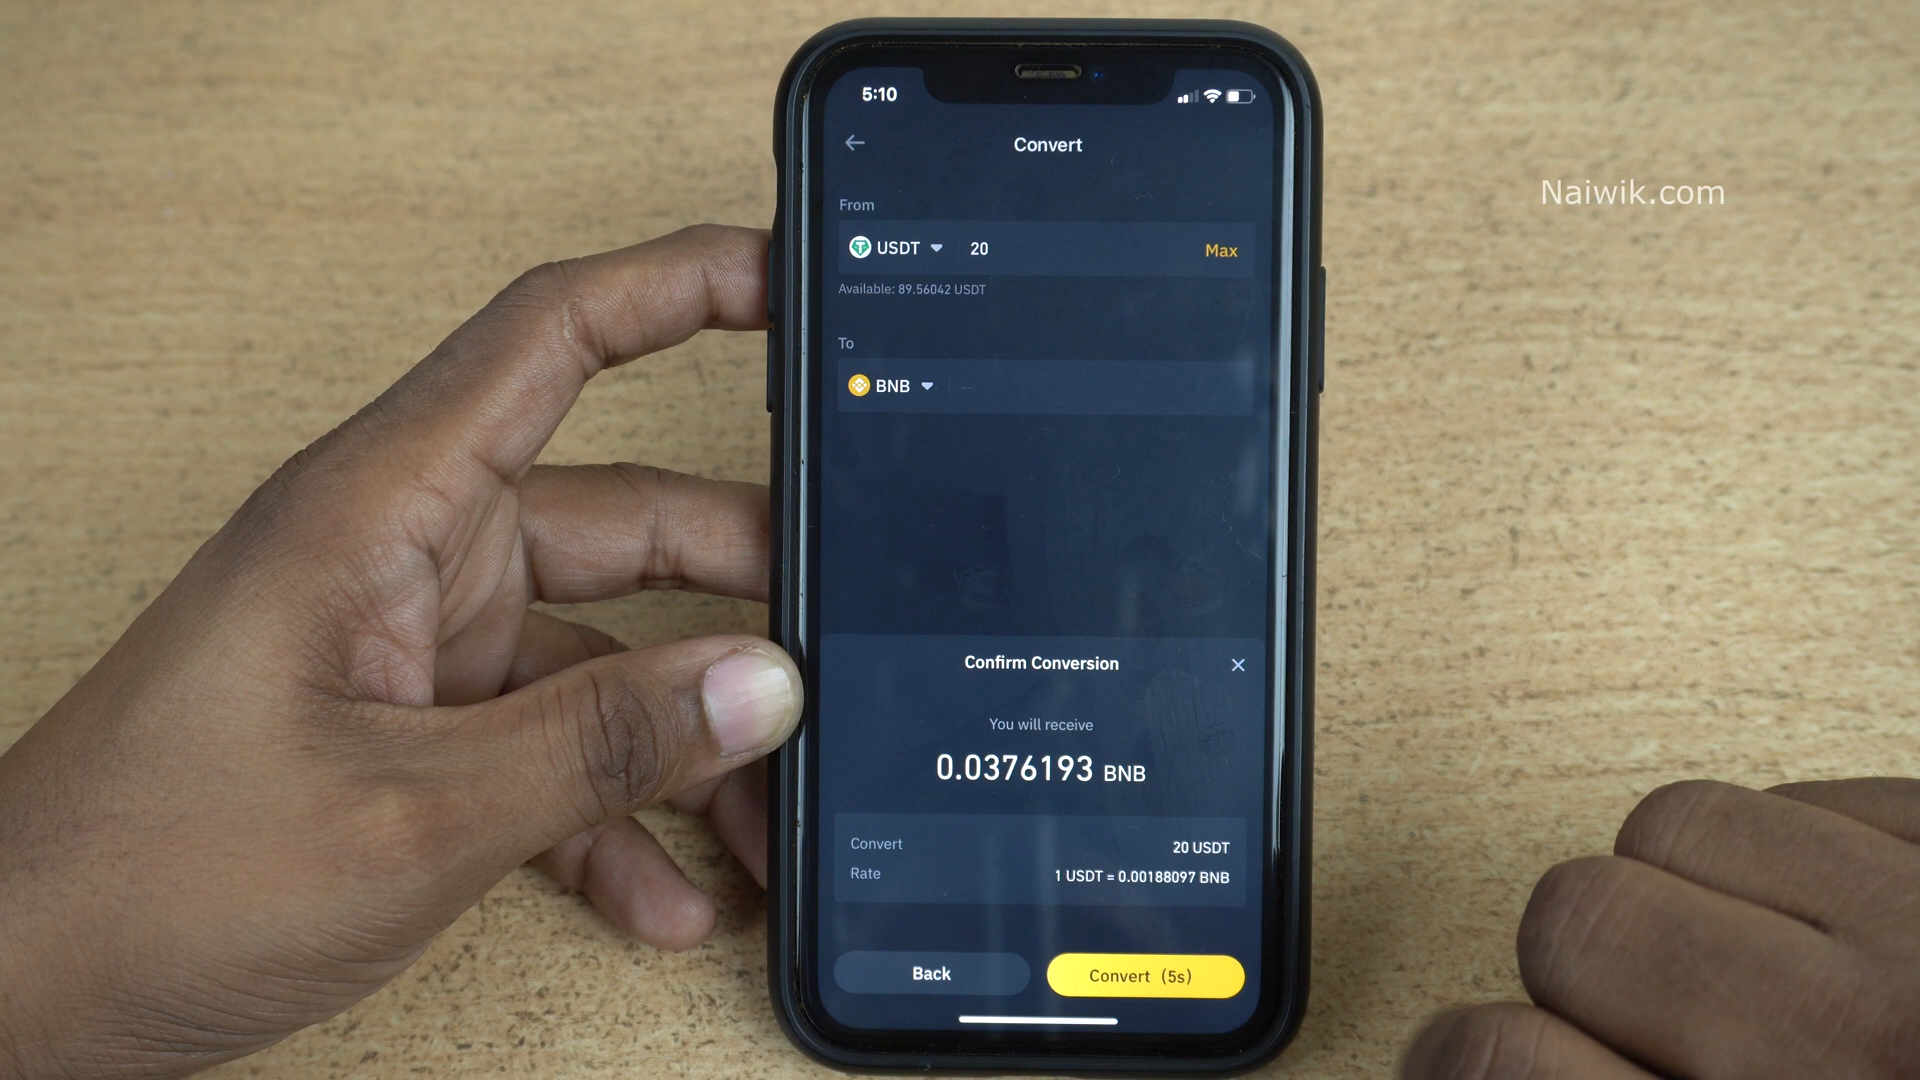 5:10
Convert
Naiwik.com
From
USDT 20 Max
Available: 89.56042 USDT
To
BNB --
Confirm Conversion
You will receive
0.0376193 BNB
Convert 20 USDT
Rate 1 USDT = 0.00188097 BNB
Back Convert (5s)